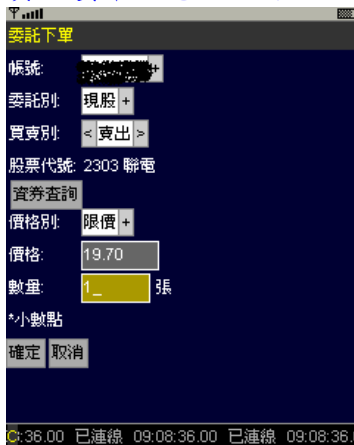 委託下單
帳號: +
委託別: 現股 +
買賣別: < 賣出 >
股票代號: 2303 聯電
資券查詢
價格別: 限價 +
價格: 19.70
數量: 1_ 張
*小數點
確定 取消
C:36.00 已連線 09:08:36.00 已連線 09:08:36.